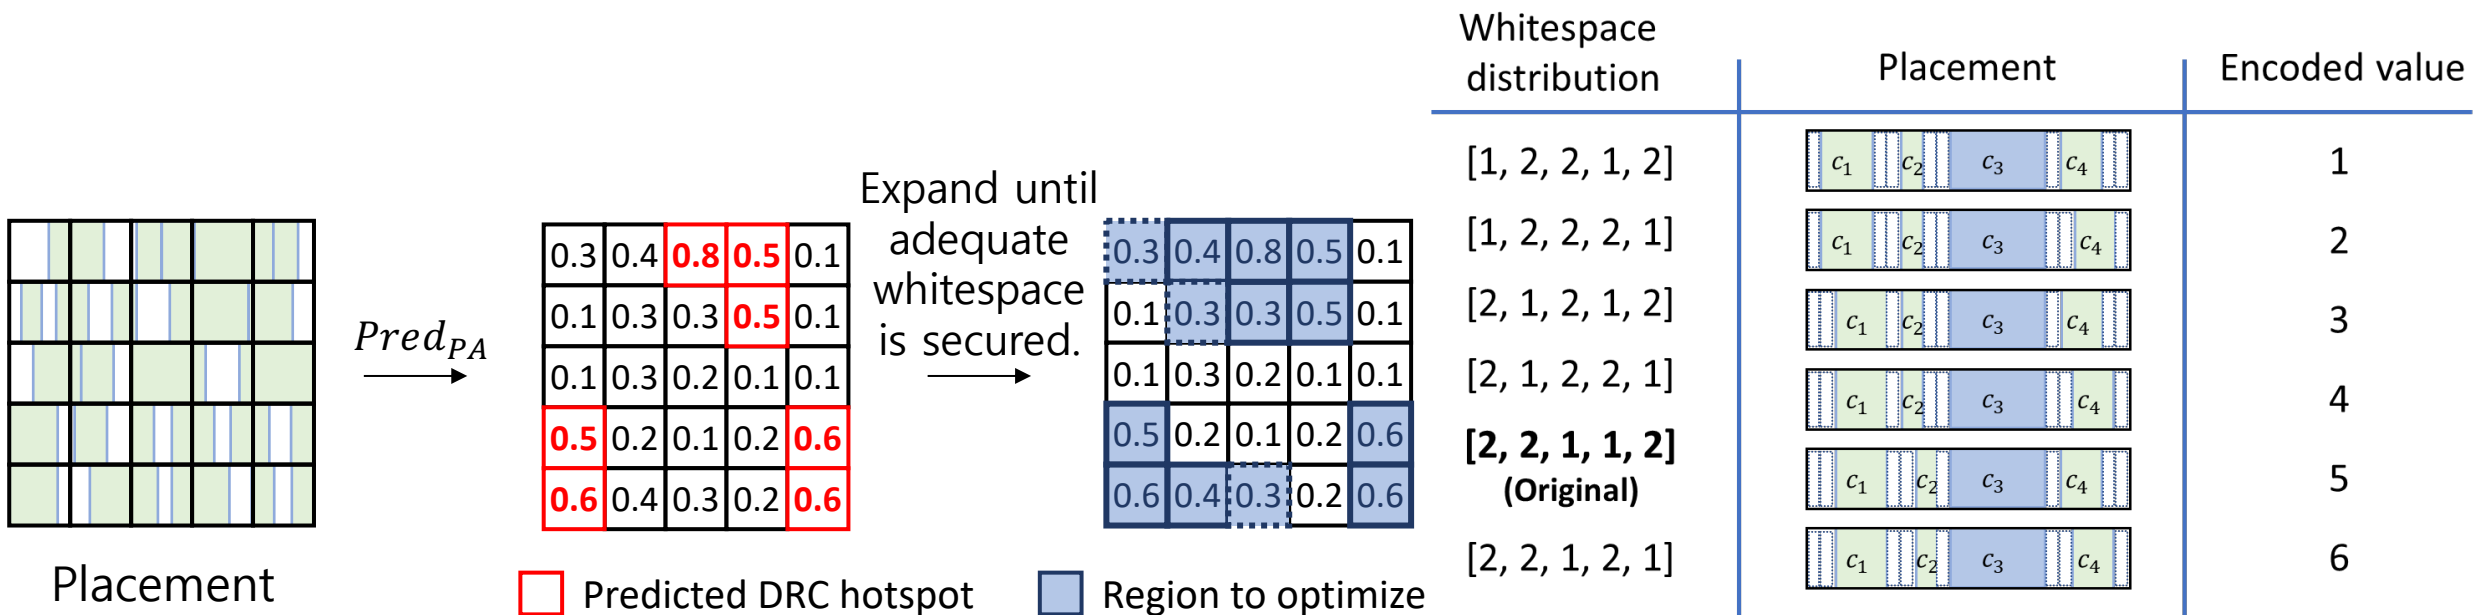 Placement
Pred_PA
0.3 0.4 0.8 0.5 0.1
0.1 0.3 0.3 0.5 0.1
0.1 0.3 0.2 0.1 0.1
0.5 0.2 0.1 0.2 0.6
0.6 0.4 0.3 0.2 0.6
Predicted DRC hotspot
Expand until
adequate
whitespace
is secured.
0.3 0.4 0.8 0.5 0.1
0.1 0.3 0.3 0.5 0.1
0.1 0.3 0.2 0.1 0.1
0.5 0.2 0.1 0.2 0.6
0.6 0.4 0.3 0.2 0.6
Region to optimize
Whitespace
distribution
Placement
Encoded value
[1, 2, 2, 1, 2] c1 c2 c3 c4 1
[1, 2, 2, 2, 1] c1 c2 c3 c4 2
[2, 1, 2, 1, 2] c1 c2 c3 c4 3
[2, 1, 2, 2, 1] c1 c2 c3 c4 4
[2, 2, 1, 1, 2]
(Original) c1 c2 c3 c4 5
[2, 2, 1, 2, 1] c1 c2 c3 c4 6